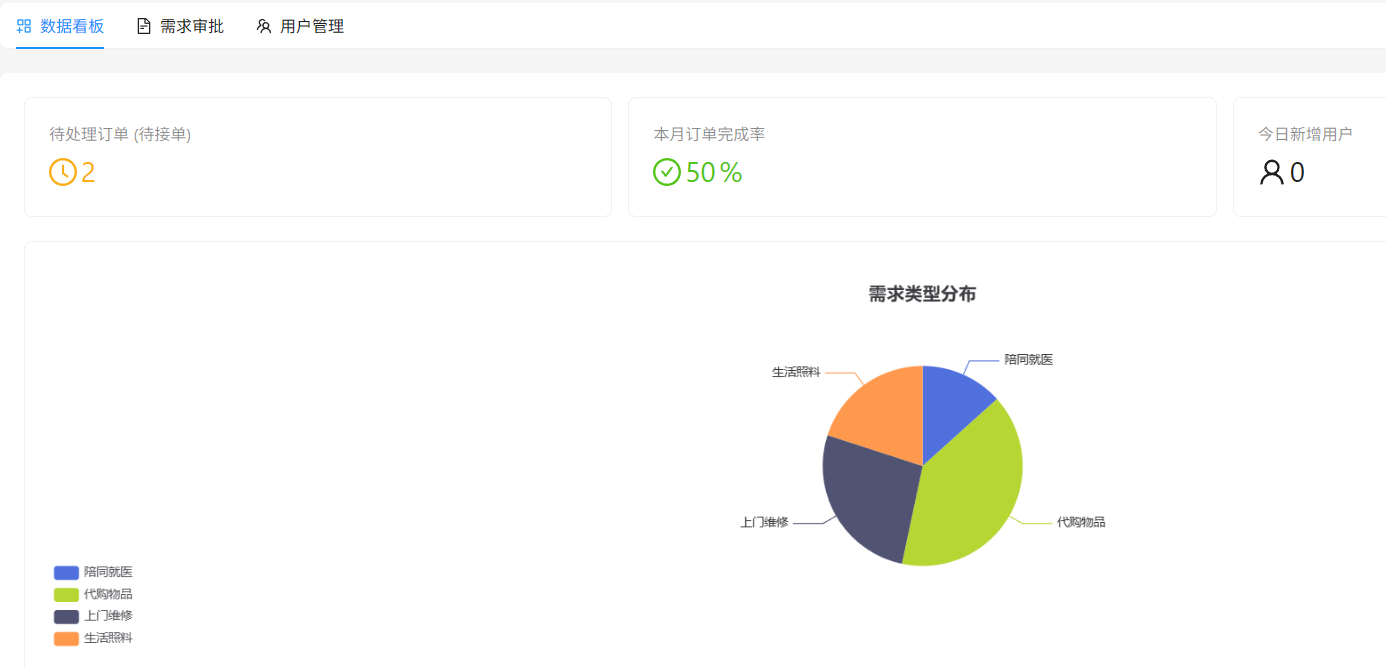 数据看板 需求审批 用户管理
待处理订单 (待接单)
2
本月订单完成率
50%
今日新增用户
0
需求类型分布
陪同就医
生活照料
上门维修
代购物品
陪同就医
代购物品
上门维修
生活照料